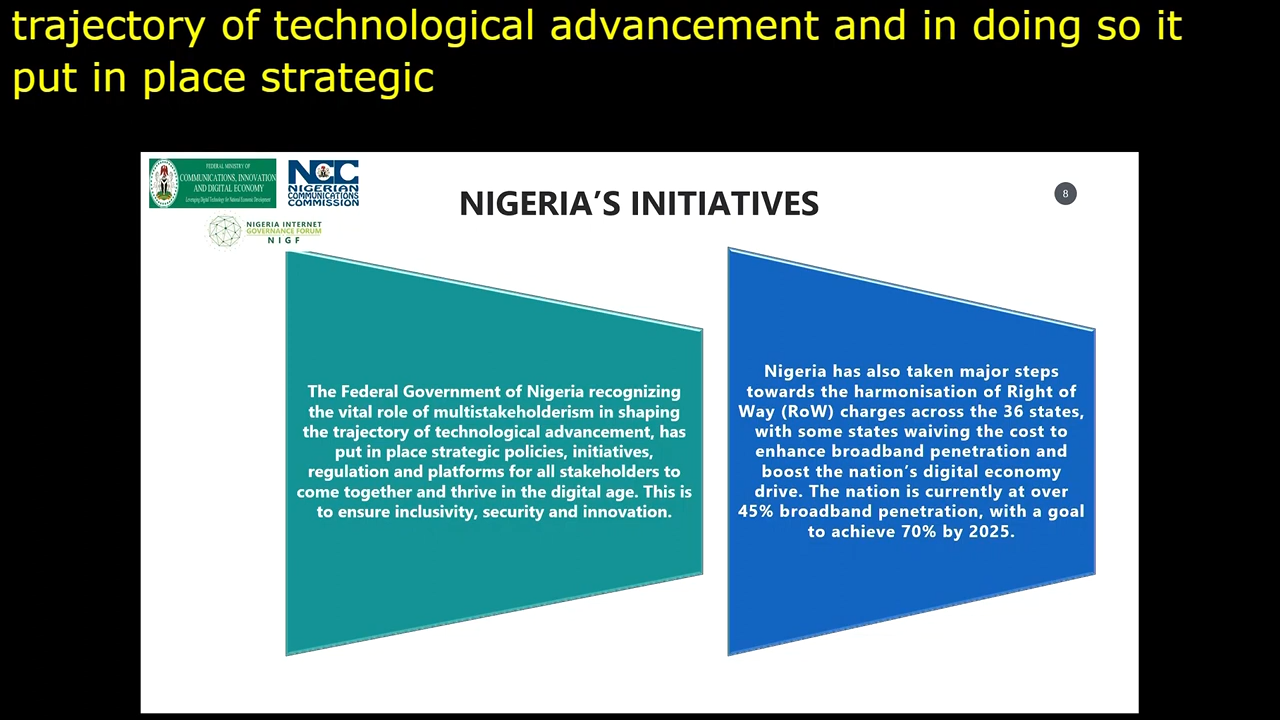 trajectory of technological advancement and in doing so it
put in place strategic
FEDERAL MINISTRY OF
COMMUNICATIONS, INNOVATION
AND DIGITAL ECONOMY
Leveraging Digital Technology for National Economic Development
NCC
NIGERIAN
COMMUNICATIONS
COMMISSION
NIGERIA INTERNET
GOVERNANCE FORUM
NIGF
NIGERIA’S INITIATIVES
8
The Federal Government of Nigeria recognizing
the vital role of multistakeholderism in shaping
the trajectory of technological advancement, has
put in place strategic policies, initiatives,
regulation and platforms for all stakeholders to
come together and thrive in the digital age. This is
to ensure inclusivity, security and innovation.
Nigeria has also taken major steps
towards the harmonisation of Right of
Way (RoW) charges across the 36 states,
with some states waiving the cost to
enhance broadband penetration and
boost the nation’s digital economy
drive. The nation is currently at over
45% broadband penetration, with a goal
to achieve 70% by 2025.